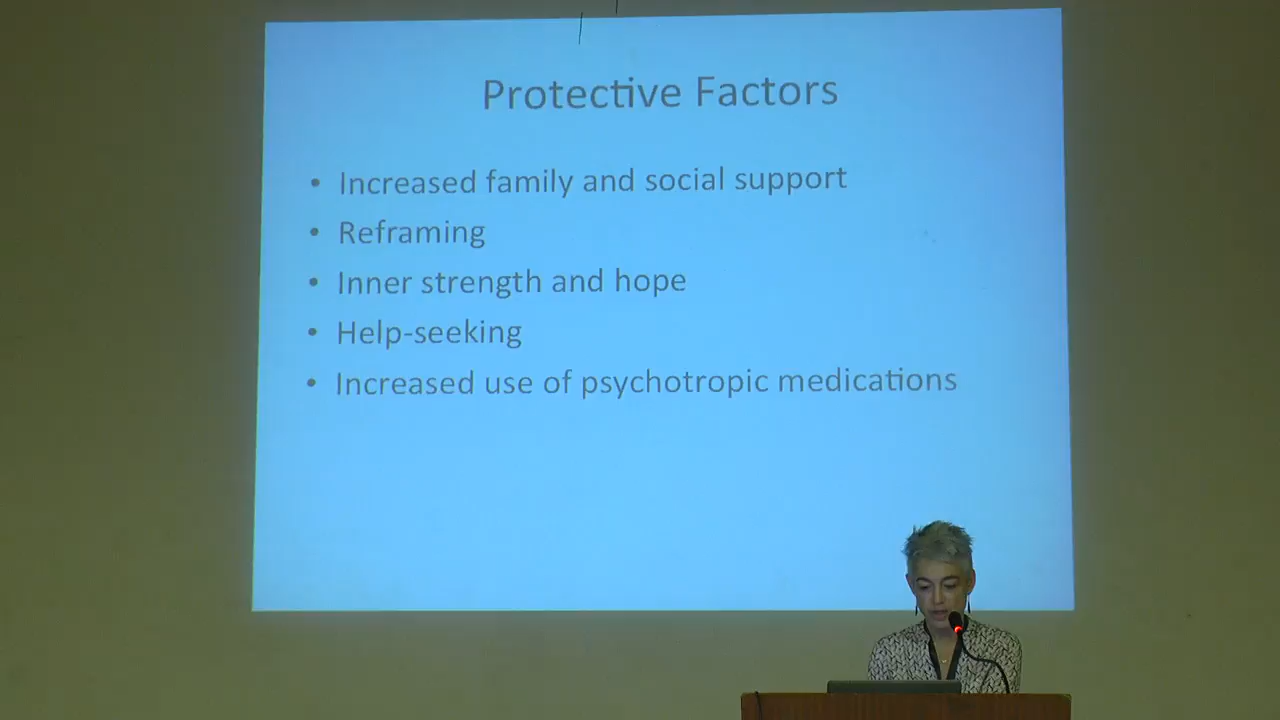 Protective Factors
• Increased family and social support
• Reframing
• Inner strength and hope
• Help-seeking
• Increased use of psychotropic medications